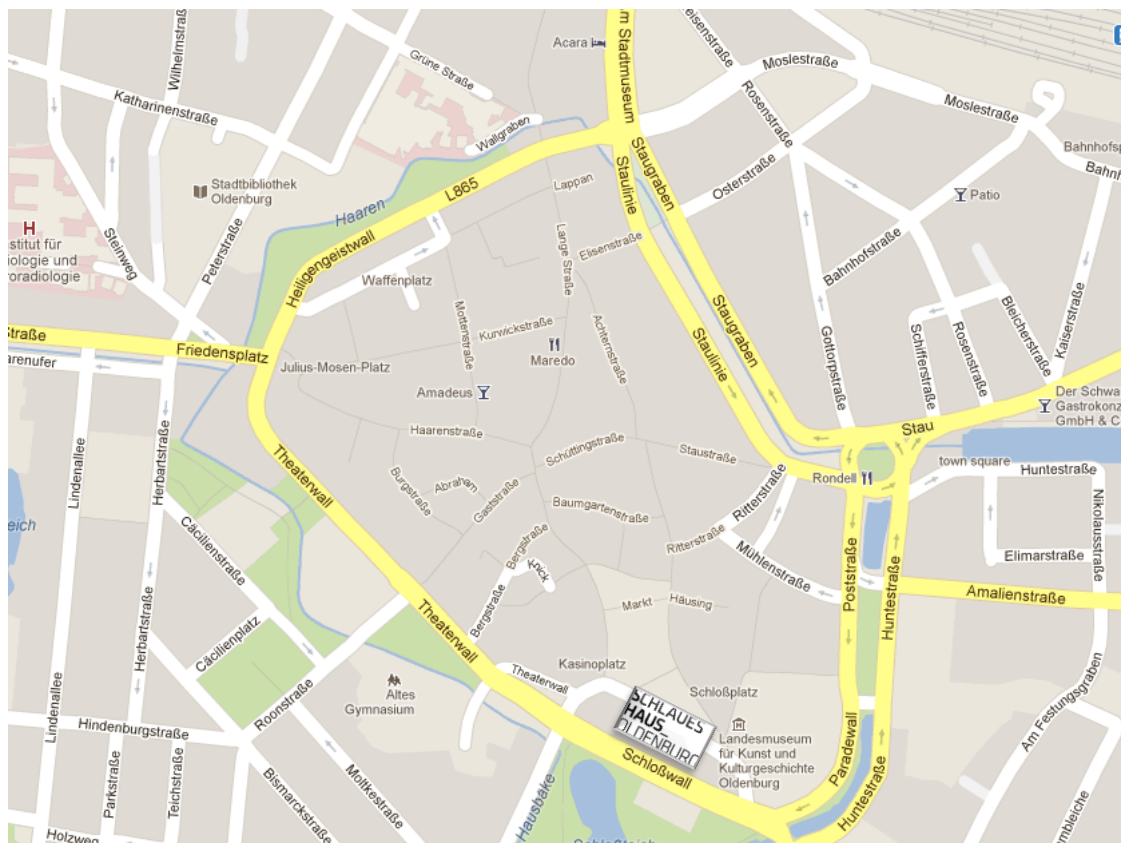 Am Stadtmuseum
Acara
Wilhelmstraße
Grüne Straße
Moslestraße
Rosenstraße
Katharinenstraße
Wallgraben
Moslestraße
Bahnhofsp
Bahnh
Stadtbibliothek
Oldenburg
L865
Lappan
Staulinie
Staugraben
Osterstraße
Patio
H
stitut für
iologie und
oradiologie
Steinweg
Peterstraße
Haaren
Heiligengeistwall
Waffenplatz
Lange Straße
Elisenstraße
Bahnhofstraße
Mottenstraße
Kurwickstraße
Achternstraße
Staulinie
Staugraben
Gottorpstraße
Schifferstraße
Rosenstraße
Bleicherstraße
Kaiserstraße
Straße
Friedensplatz
arenufer
Julius-Mosen-Platz
Maredo
Amadeus
Der Schwa
Gastrokonz
GmbH & C
Stau
Lindenallee
Herbartstraße
Theaterwall
Haarenstraße
Schüttingstraße
Staustraße
town square
Huntestraße
Rondell
Burgstraße
Abraham
Gaststraße
Baumgartenstraße
Ritterstraße
Ritterstraße
Nikolausstraße
eich
Cäcilienstraße
Bergstraße
Knick
Mühlenstraße
Elimarstraße
Poststraße
Amalienstraße
Huntestraße
Bergstraße
Markt
Häusing
Theaterwall
Herbartstraße
Cäcilienplatz
Kasinoplatz
Theaterwall
Schloßplatz
Altes
Gymnasium
Roonstraße
Lindenallee
Hindenburgstraße
SCHLAUES
HAUS_
OLDENBURG
Landesmuseum
für Kunst und
Kulturgeschichte
Oldenburg
Schloßwall
Paradewall
Huntestraße
Am Festungsgraben
Parkstraße
Teichstraße
Bismarckstraße
Moltkestraße
Hausbäke
Schloßteich
Holzweg
mbleiche